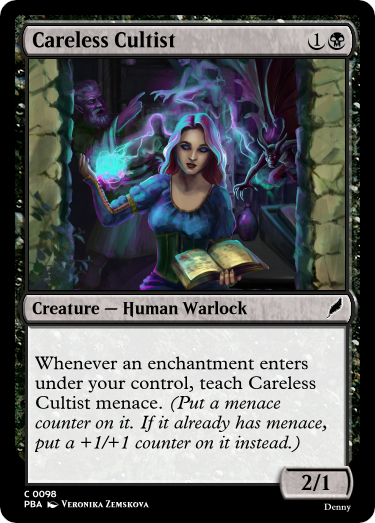 Careless Cultist 1
Creature — Human Warlock
Whenever an enchantment enters
under your control, teach Careless
Cultist menace. (Put a menace
counter on it. If it already has menace,
put a +1/+1 counter on it instead.)
2/1
C 0098
PBA Veronika Zemskova
Denny